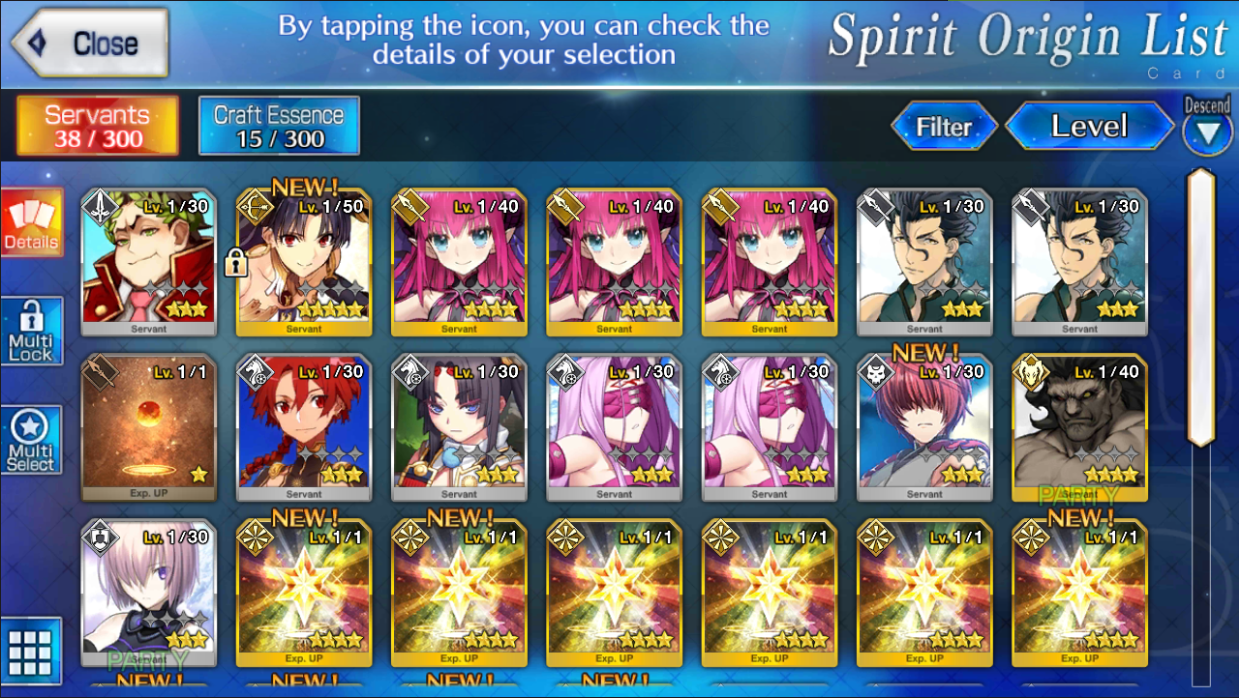 Close
By tapping the icon, you can check the
details of your selection
Spirit Origin List
Card
Servants
38 / 300
Craft Essence
15 / 300
Filter
Level
Descend
Details
Multi
Lock
Multi
Select
Lv. 1/30
Servant
NEW!
Lv. 1/50
Servant
Lv. 1/40
Servant
Lv. 1/40
Servant
Lv. 1/40
Servant
Lv. 1/30
Servant
Lv. 1/30
Servant
Lv. 1/1
Exp. UP
Lv. 1/30
Servant
Lv. 1/30
Servant
Lv. 1/30
Servant
Lv. 1/30
Servant
NEW!
Lv. 1/30
Servant
Lv. 1/40
Servant
PARTY
Lv. 1/30
Servant
PARTY
NEW!
Lv. 1/1
Exp. UP
NEW!
Lv. 1/1
Exp. UP
Lv. 1/1
Exp. UP
Lv. 1/1
Exp. UP
Lv. 1/1
Exp. UP
NEW!
Lv. 1/1
Exp. UP
NEW!
NEW!
NEW!
NEW!